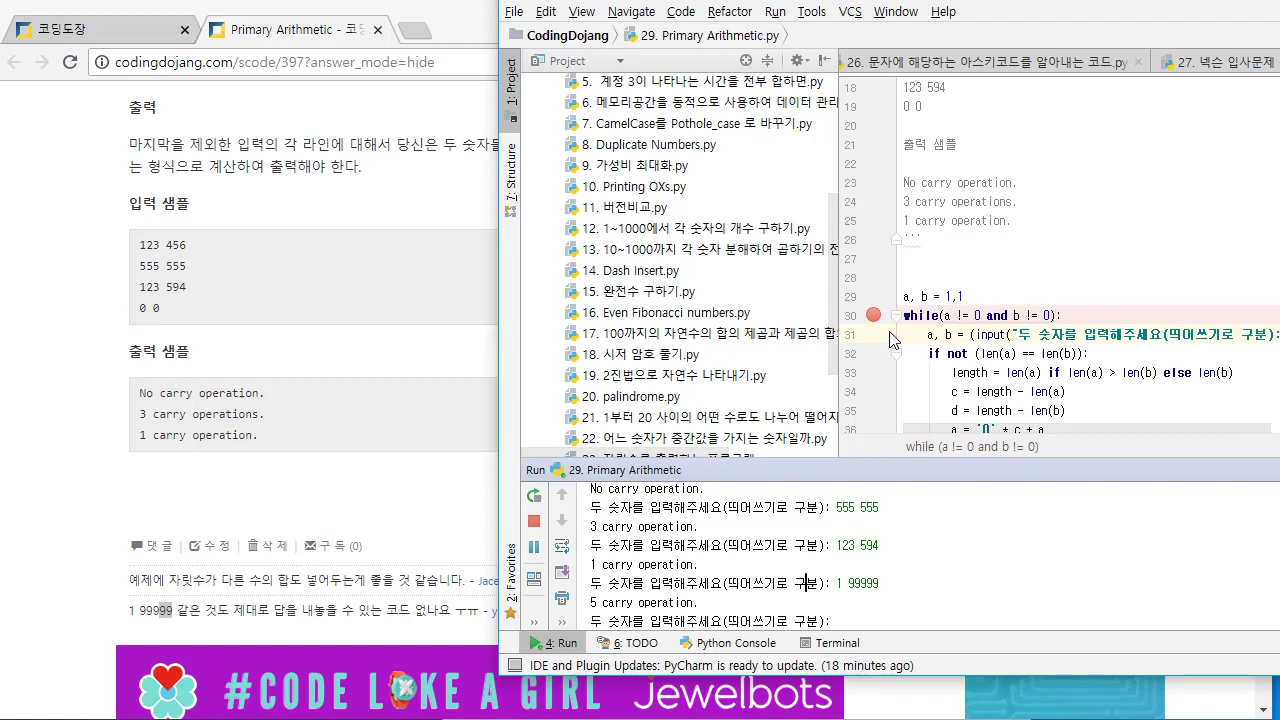 코딩도장
Primary Arithmetic - 코
codingdojang.com/scode/397?answer_mode=hide
출력
마지막을 제외한 입력의 각 라인에 대해서 당신은 두 숫자를
는 형식으로 계산하여 출력해야 한다.
입력 샘플
123 456
555 555
123 594
0 0
출력 샘플
No carry operation.
3 carry operations.
1 carry operation.
댓글 수정 삭제 구독 (0)
예제에 자릿수가 다른 수의 합도 넣어두는게 좋을 것 같습니다. - Jace
1 99999 같은 것도 제대로 답을 내놓을 수 있는 코드 없나요 ㅜㅠ - y
#CODE LIKE A GIRL Jewelbots
File Edit View Navigate Code Refactor Run Tools VCS Window Help
CodingDojang 29. Primary Arithmetic.py
1: Project
7: Structure
2: Favorites
Project
5. 계정 3이 나타나는 시간을 전부 합하면.py
6. 메모리공간을 동적으로 사용하여 데이터 관리
7. CamelCase를 Pothole_case 로 바꾸기.py
8. Duplicate Numbers.py
9. 가성비 최대화.py
10. Printing OXs.py
11. 버전비교.py
12. 1~1000에서 각 숫자의 개수 구하기.py
13. 10~1000까지 각 숫자 분해하여 곱하기의 전
14. Dash Insert.py
15. 완전수 구하기.py
16. Even Fibonacci numbers.py
17. 100까지의 자연수의 합의 제곱과 제곱의 합
18. 시저 암호 풀기.py
19. 2진법으로 자연수 나타내기.py
20. palindrome.py
21. 1부터 20 사이의 어떤 수로도 나누어 떨어지
22. 어느 숫자가 중간값을 가지는 숫자일까.py
26. 문자에 해당하는 아스키코드를 알아내는 코드.py
27. 넥슨 입사문제
18 123 594
19 0 0
20
21 출력 샘플
22
23 No carry operation.
24 3 carry operations.
25 1 carry operation.
26 '''
27
28
29 a, b = 1,1
30 while(a != 0 and b != 0):
31 a, b = (input("두 숫자를 입력해주세요(띄어쓰기로 구분):
32 if not (len(a) == len(b)):
33 length = len(a) if len(a) > len(b) else len(b)
34 c = length - len(a)
35 d = length - len(b)
36 a = '0' * c + a
while (a != 0 and b != 0)
Run 29. Primary Arithmetic
No carry operation.
두 숫자를 입력해주세요(띄어쓰기로 구분): 555 555
3 carry operation.
두 숫자를 입력해주세요(띄어쓰기로 구분): 123 594
1 carry operation.
두 숫자를 입력해주세요(띄어쓰기로 구분): 1 99999
5 carry operation.
두 숫자를 입력해주세요(띄어쓰기로 구분):
4: Run 6: TODO Python Console Terminal
IDE and Plugin Updates: PyCharm is ready to update. (18 minutes ago)